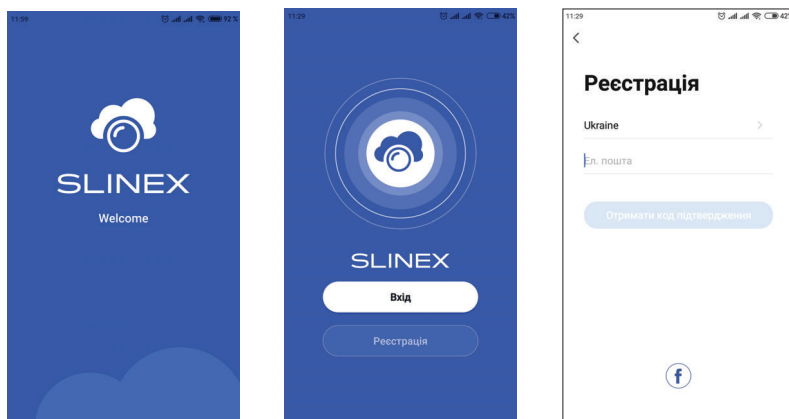 11:59
92 %
SLINEX
Welcome
11:29
42%
SLINEX
Вхід
Реєстрація
11:29
42%
Реєстрація
Ukraine
Ел. пошта
Отримати код підтвердження
f